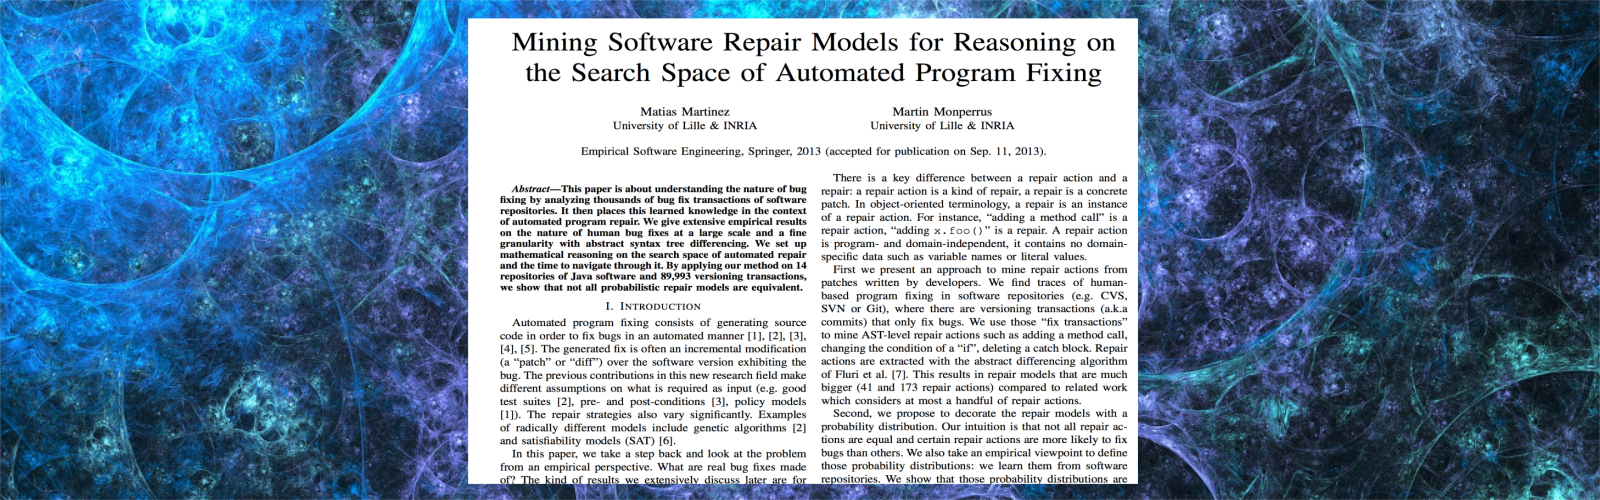 Mining Software Repair Models for Reasoning on
the Search Space of Automated Program Fixing
Matias Martinez
University of Lille & INRIA
Martin Monperrus
University of Lille & INRIA
Empirical Software Engineering, Springer, 2013 (accepted for publication on Sep. 11, 2013).
Abstract—This paper is about understanding the nature of bug
fixing by analyzing thousands of bug fix transactions of software
repositories. It then places this learned knowledge in the context
of automated program repair. We give extensive empirical results
on the nature of human bug fixes at a large scale and a fine
granularity with abstract syntax tree differencing. We set up
mathematical reasoning on the search space of automated repair
and the time to navigate through it. By applying our method on 14
repositories of Java software and 89,993 versioning transactions,
we show that not all probabilistic repair models are equivalent.
I. Introduction
Automated program fixing consists of generating source
code in order to fix bugs in an automated manner [1], [2], [3],
[4], [5]. The generated fix is often an incremental modification
(a “patch” or “diff”) over the software version exhibiting the
bug. The previous contributions in this new research field make
different assumptions on what is required as input (e.g. good
test suites [2], pre- and post-conditions [3], policy models
[1]). The repair strategies also vary significantly. Examples
of radically different models include genetic algorithms [2]
and satisfiability models (SAT) [6].
In this paper, we take a step back and look at the problem
from an empirical perspective. What are real bug fixes made
of? The kind of results we extensively discuss later are for
There is a key difference between a repair action and a
repair: a repair action is a kind of repair, a repair is a concrete
patch. In object-oriented terminology, a repair is an instance
of a repair action. For instance, “adding a method call” is a
repair action, “adding x.foo()” is a repair. A repair action
is program- and domain-independent, it contains no domain-
specific data such as variable names or literal values.
First we present an approach to mine repair actions from
patches written by developers. We find traces of human-
based program fixing in software repositories (e.g. CVS,
SVN or Git), where there are versioning transactions (a.k.a
commits) that only fix bugs. We use those “fix transactions”
to mine AST-level repair actions such as adding a method call,
changing the condition of a “if”, deleting a catch block. Repair
actions are extracted with the abstract differencing algorithm
of Fluri et al. [7]. This results in repair models that are much
bigger (41 and 173 repair actions) compared to related work
which considers at most a handful of repair actions.
Second, we propose to decorate the repair models with a
probability distribution. Our intuition is that not all repair ac-
tions are equal and certain repair actions are more likely to fix
bugs than others. We also take an empirical viewpoint to define
those probability distributions: we learn them from software
repositories. We show that those probability distributions are